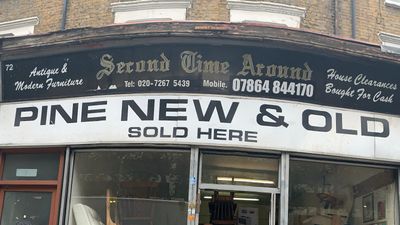 72
Antique &
Modern Furniture
Second Time Around
Tel: 020-7267 5439 Mobile. 07864 844170
House Clearances
Bought For Cash
PINE NEW & OLD
SOLD HERE